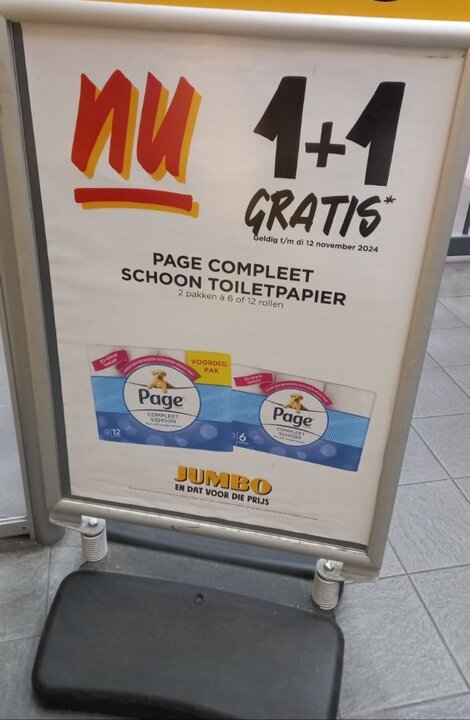 NU
1+1
GRATIS*
Geldig t/m di 12 november 2024
PAGE COMPLEET
SCHOON TOILETPAPIER
2 pakken à 6 of 12 rollen
VOORDEEL
PAK
Page
COMPLEET
SCHOON
12
Page
COMPLEET
SCHOON
6
JUMBO
EN DAT VOOR DIE PRIJS